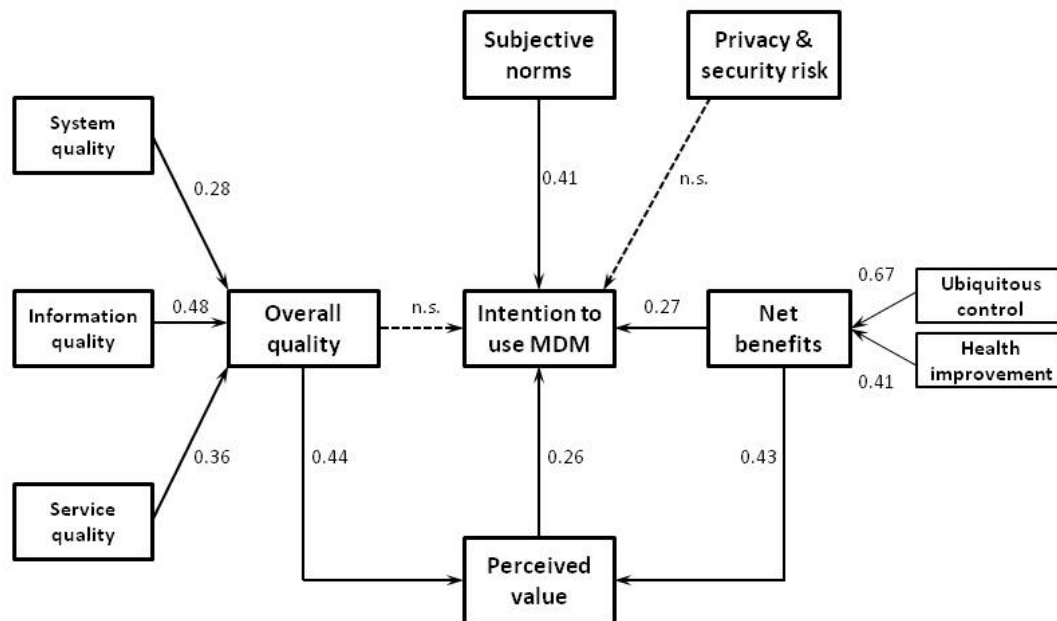 Subjective
norms
Privacy &
security risk
System
quality
0.28
0.41
n.s.
Information
quality
0.48
Overall
quality
n.s.
Intention to
use MDM
0.27
Net
benefits
0.67
Ubiquitous
control
Health
improvement
0.41
Service
quality
0.36
0.44
0.26
0.43
Perceived
value